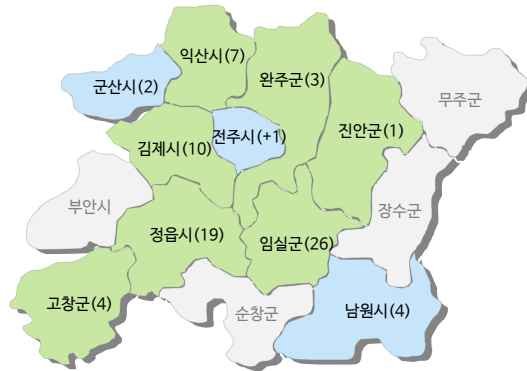 익산시(7)
완주군(3)
군산시(2)
무주군
전주시(+1)
진안군(1)
김제시(10)
부안시
장수군
정읍시(19)
임실군(26)
고창군(4)
순창군
남원시(4)